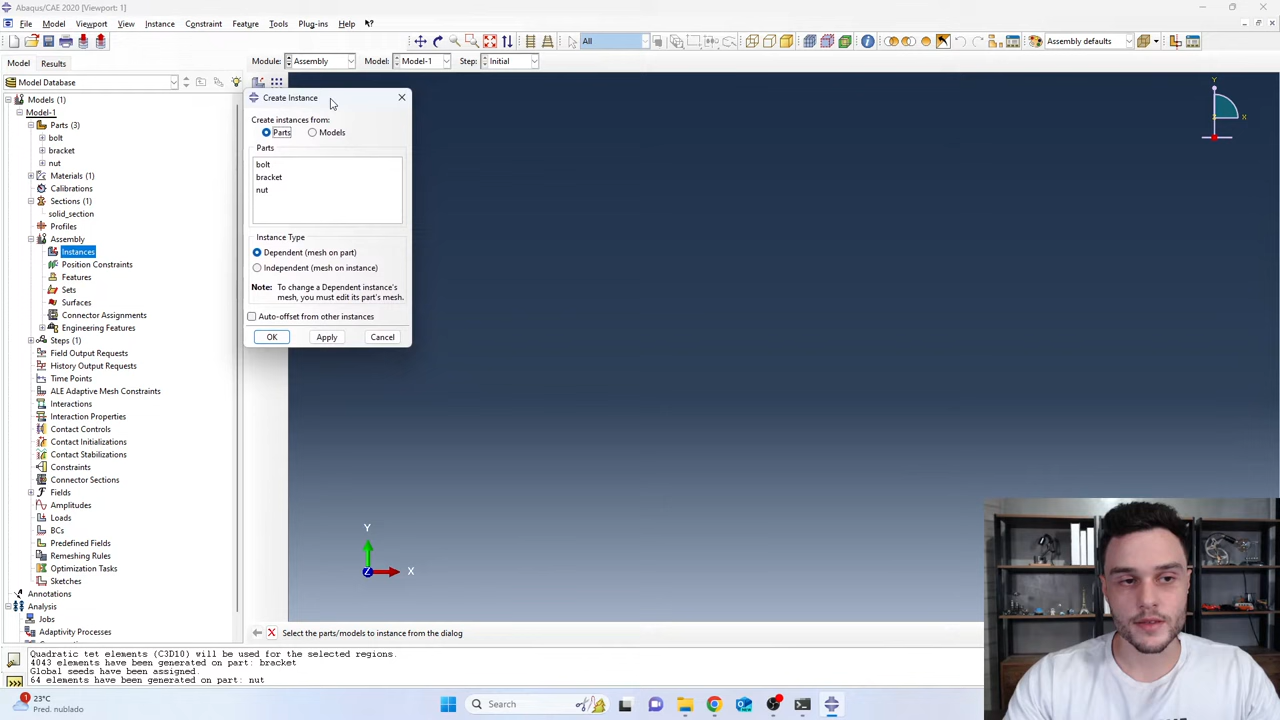 Abaqus/CAE 2020 [Viewport: 1]
File Model Viewport View Instance Constraint Feature Tools Plug-ins Help
All
Assembly defaults
Model Results
Module: Assembly Model: Model-1 Step: Initial
Model Database
Models (1)
Model-1
Parts (3)
bolt
bracket
nut
Materials (1)
Calibrations
Sections (1)
solid_section
Profiles
Assembly
Instances
Position Constraints
Features
Sets
Surfaces
Connector Assignments
Engineering Features
Steps (1)
Field Output Requests
History Output Requests
Time Points
ALE Adaptive Mesh Constraints
Interactions
Interaction Properties
Contact Controls
Contact Initializations
Contact Stabilizations
Constraints
Connector Sections
Fields
Amplitudes
Loads
BCs
Predefined Fields
Remeshing Rules
Optimization Tasks
Sketches
Annotations
Analysis
Jobs
Adaptivity Processes
Create Instance
Create instances from:
Parts Models
Parts
bolt
bracket
nut
Instance Type
Dependent (mesh on part)
Independent (mesh on instance)
Note: To change a Dependent instance's
mesh, you must edit its part's mesh.
Auto-offset from other instances
OK Apply Cancel
Y
X
Y
Z
X
Select the parts/models to instance from the dialog
Quadratic tet elements (C3D10) will be used for the selected regions.
4043 elements have been generated on part: bracket
Global seeds have been assigned.
64 elements have been generated on part: nut
23°C
Pred. nublado
Search